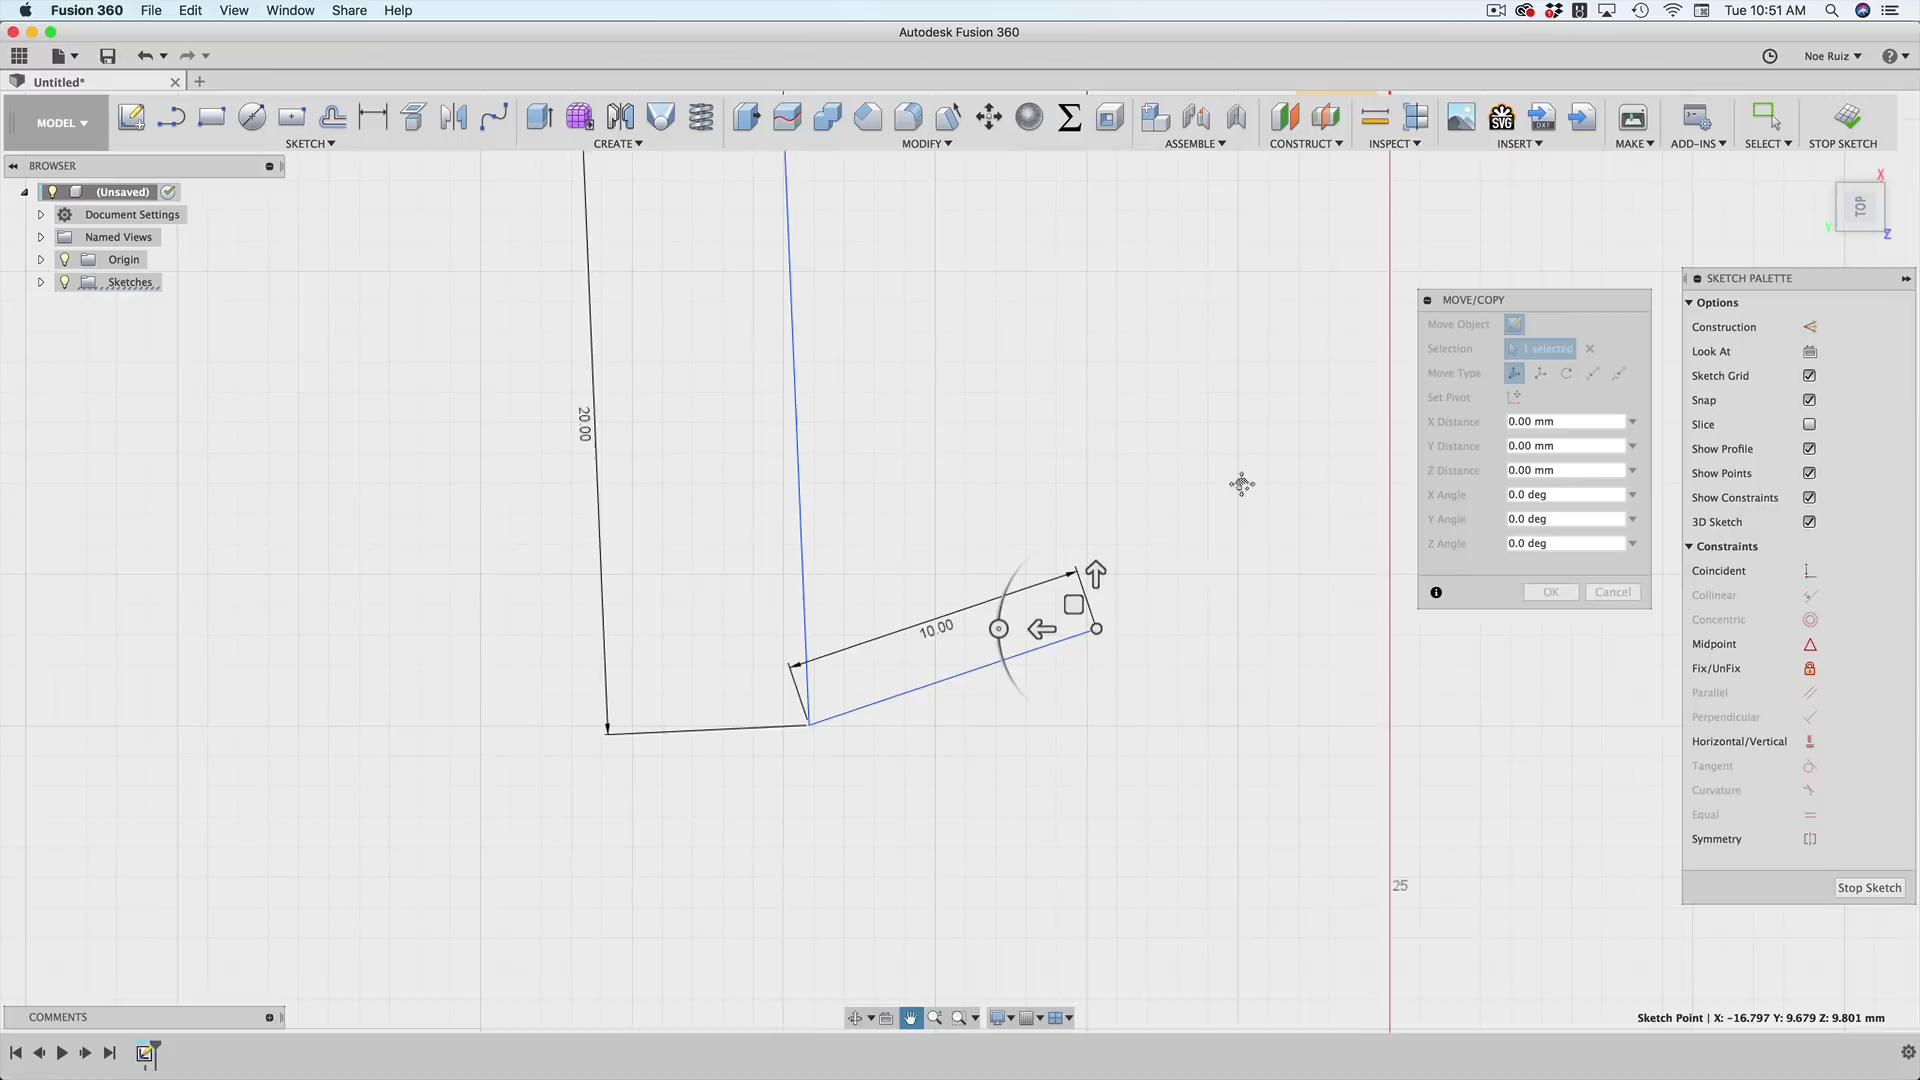 Fusion 360 File Edit View Window Share Help Tue 10:51 AM
Autodesk Fusion 360
Noe Ruiz
Untitled*
MODEL
SKETCH CREATE MODIFY ASSEMBLE CONSTRUCT INSPECT INSERT MAKE ADD-INS SELECT STOP SKETCH
SVG
DXF
BROWSER
(Unsaved)
Document Settings
Named Views
Origin
Sketches
X
TOP
Y
Z
20.00
10.00
25
MOVE/COPY
Move Object
Selection 1 selected
Move Type
Set Pivot
X Distance 0.00 mm
Y Distance 0.00 mm
Z Distance 0.00 mm
X Angle 0.0 deg
Y Angle 0.0 deg
Z Angle 0.0 deg
OK Cancel
SKETCH PALETTE
Options
Construction
Look At
Sketch Grid
Snap
Slice
Show Profile
Show Points
Show Constraints
3D Sketch
Constraints
Coincident
Collinear
Concentric
Midpoint
Fix/UnFix
Parallel
Perpendicular
Horizontal/Vertical
Tangent
Curvature
Equal
Symmetry
Stop Sketch
COMMENTS
Sketch Point | X: -16.797 Y: 9.679 Z: 9.801 mm